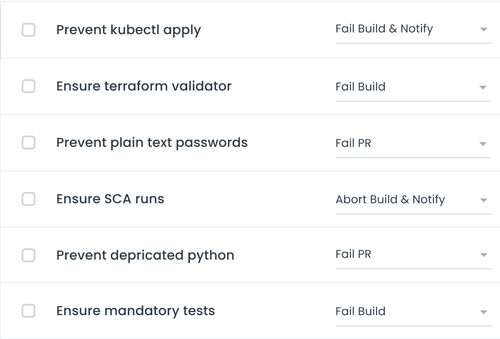 Prevent kubectl apply Fail Build & Notify
Ensure terraform validator Fail Build
Prevent plain text passwords Fail PR
Ensure SCA runs Abort Build & Notify
Prevent depricated python Fail PR
Ensure mandatory tests Fail Build